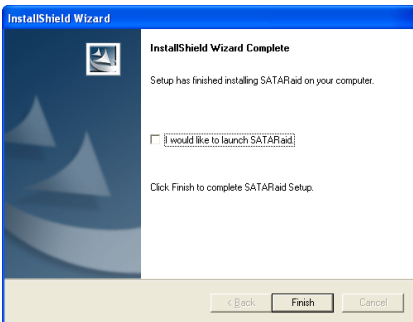 InstallShield Wizard
InstallShield Wizard Complete
Setup has finished installing SATARaid on your computer.
I would like to launch SATARaid.
Click Finish to complete SATARaid Setup.
< Back
Finish
Cancel